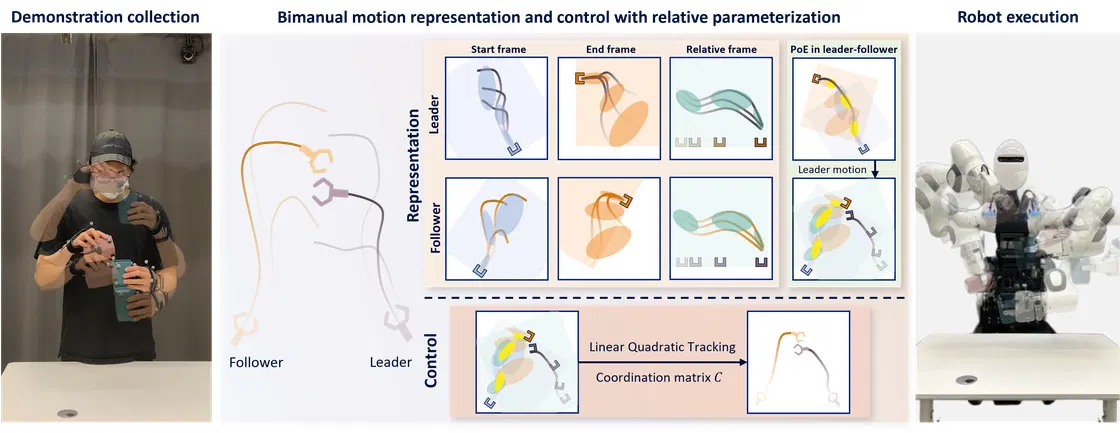 Demonstration collection
Bimanual motion representation and control with relative parameterization
Robot execution
Start frame
End frame
Relative frame
PoE in leader-follower
Representation
Leader
Follower
Leader motion
Follower
Leader
Control
Linear Quadratic Tracking
Coordination matrix C